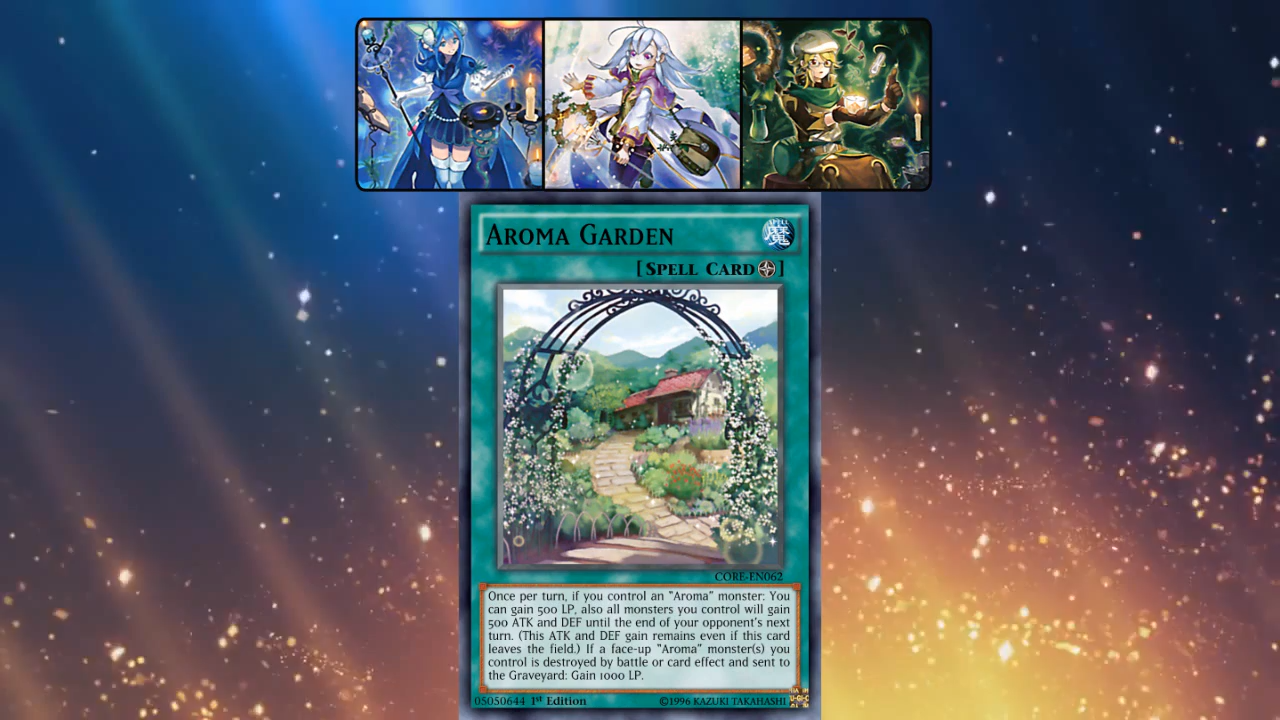 AROMA GARDEN
SPELL
魔
[SPELL CARD]
CORE-EN062
Once per turn, if you control an "Aroma" monster: You
can gain 500 LP, also all monsters you control will gain
500 ATK and DEF until the end of your opponent's next
turn. (This ATK and DEF gain remains even if this card
leaves the field.) If a face-up "Aroma" monster(s) you
control is destroyed by battle or card effect and sent to
the Graveyard: Gain 1000 LP.
05050644 1st Edition ©1996 KAZUKI TAKAHASHI